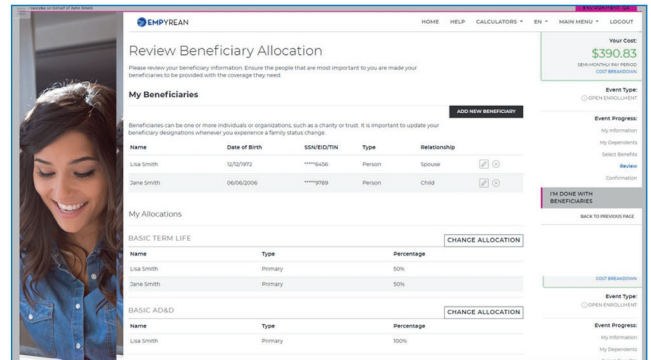 EMPYREAN
HOME HELP CALCULATORS EN MAIN MENU LOGOUT
Review Beneficiary Allocation
Please review your beneficiary information. Ensure the people that are most important to you are made your
beneficiaries to be provided with the coverage they need.
My Beneficiaries
ADD NEW BENEFICIARY
Beneficiaries can be one or more individuals or organizations, such as a charity or trust. It is important to update your
beneficiary designations whenever you experience a family status change.
Name Date of Birth SSN/EID/TIN Type Relationship
Lisa Smith 12/12/1972 *****6456 Person Spouse
Jane Smith 06/06/2006 *****9789 Person Child
My Allocations
BASIC TERM LIFE
CHANGE ALLOCATION
Name Type Percentage
Lisa Smith Primary 50%
Jane Smith Primary 50%
BASIC AD&D
CHANGE ALLOCATION
Name Type Percentage
Lisa Smith Primary 100%
Your Cost:
$390.83
SEMI-MONTHLY PAY PERIOD
COST BREAKDOWN
Event Type:
OPEN ENROLLMENT
Event Progress:
My Information
My Dependents
Select Benefits
Review
Confirmation
I'M DONE WITH
BENEFICIARIES
BACK TO PREVIOUS PAGE
COST BREAKDOWN
Event Type:
OPEN ENROLLMENT
Event Progress:
My Information
My Dependents